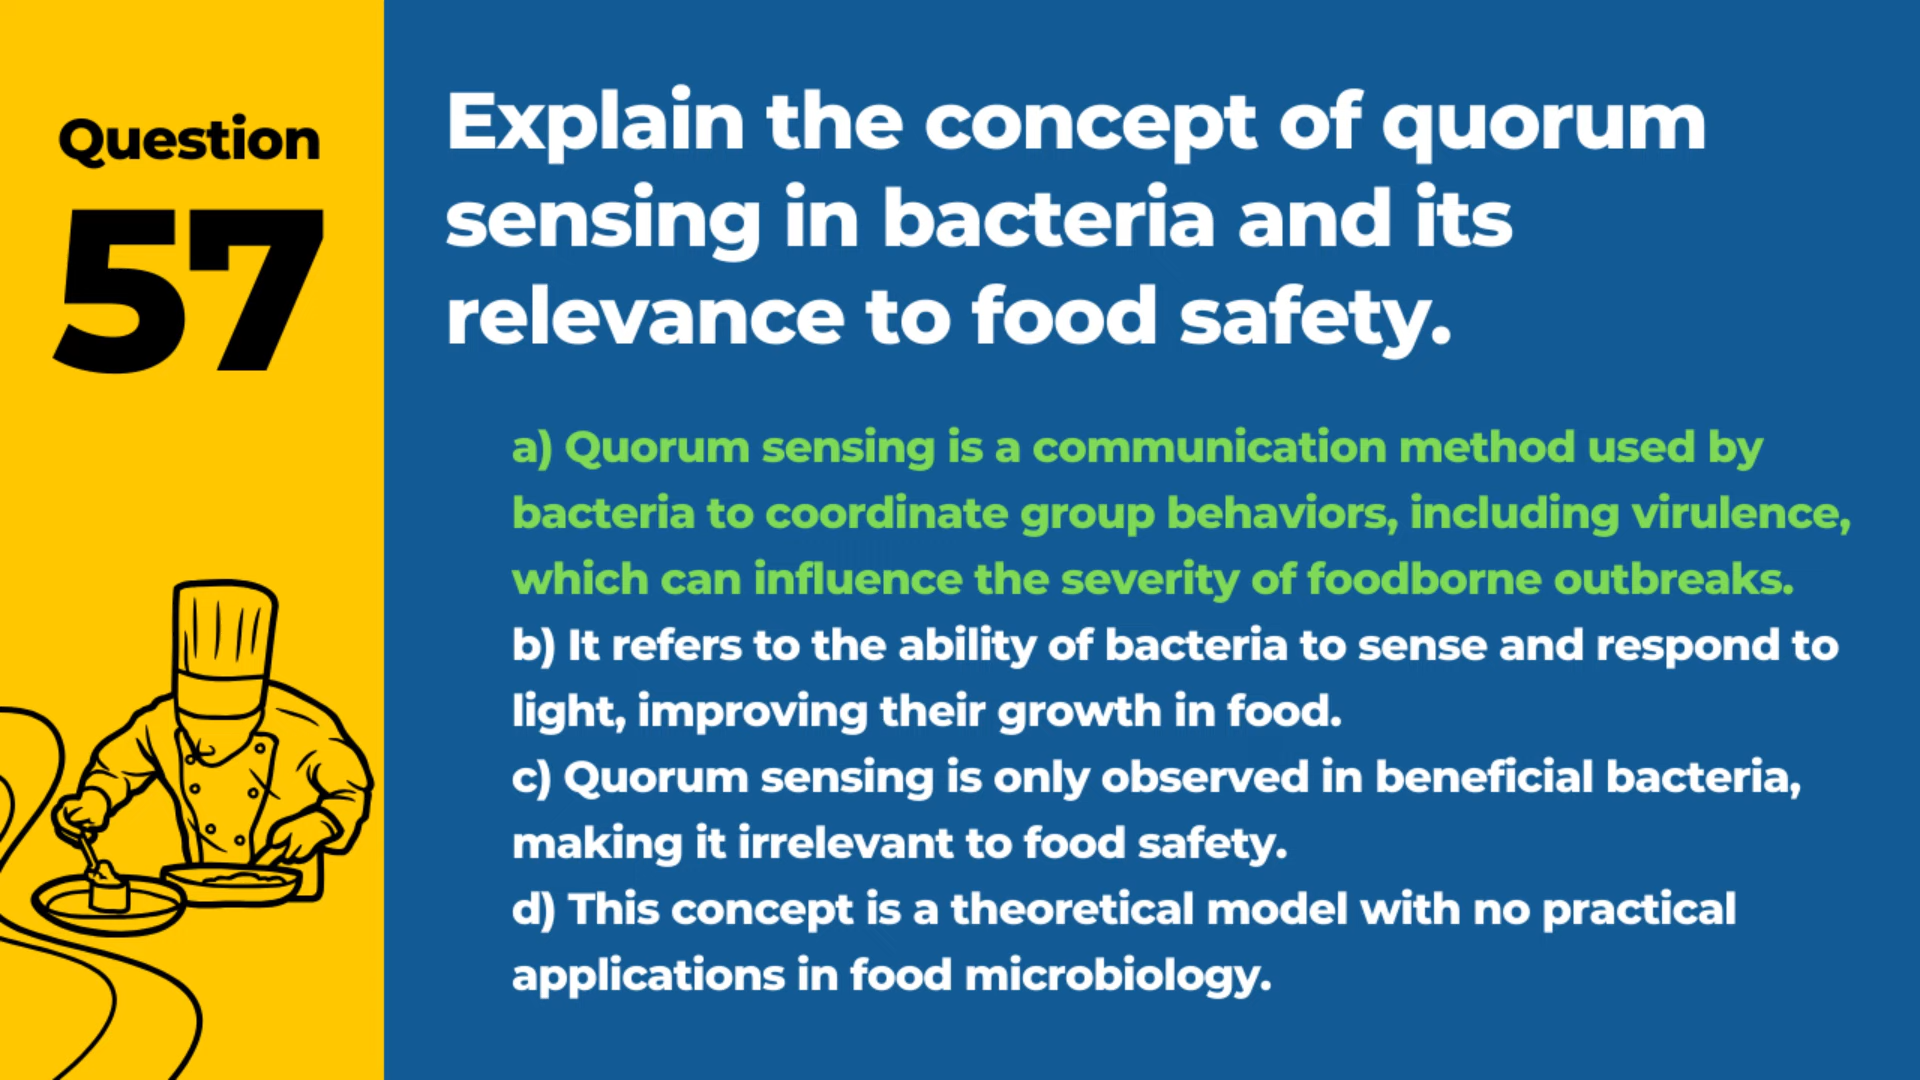 Question
57
Explain the concept of quorum
sensing in bacteria and its
relevance to food safety.
a) Quorum sensing is a communication method used by
bacteria to coordinate group behaviors, including virulence,
which can influence the severity of foodborne outbreaks.
b) It refers to the ability of bacteria to sense and respond to
light, improving their growth in food.
c) Quorum sensing is only observed in beneficial bacteria,
making it irrelevant to food safety.
d) This concept is a theoretical model with no practical
applications in food microbiology.